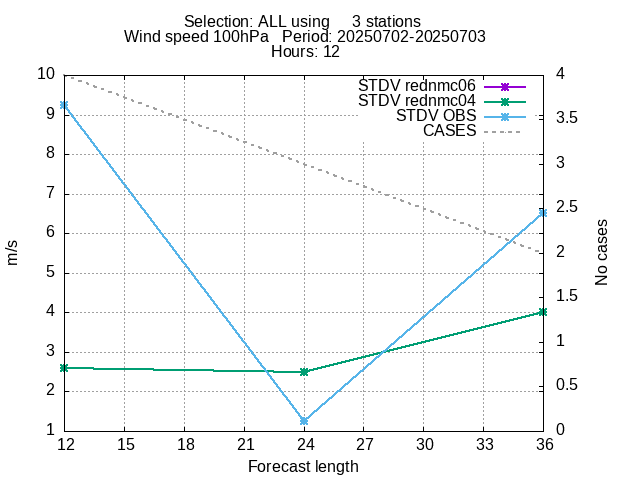 Selection: ALL using     3 stations
Wind speed 100hPa   Period: 20250702-20250703
Hours: 12
STDV rednmc06
STDV rednmc04
STDV OBS
CASES
10
9
8
7
6
5
4
3
2
1
m/s
4
3.5
3
2.5
2
1.5
1
0.5
0
No cases
12 15 18 21 24 27 30 33 36
Forecast length